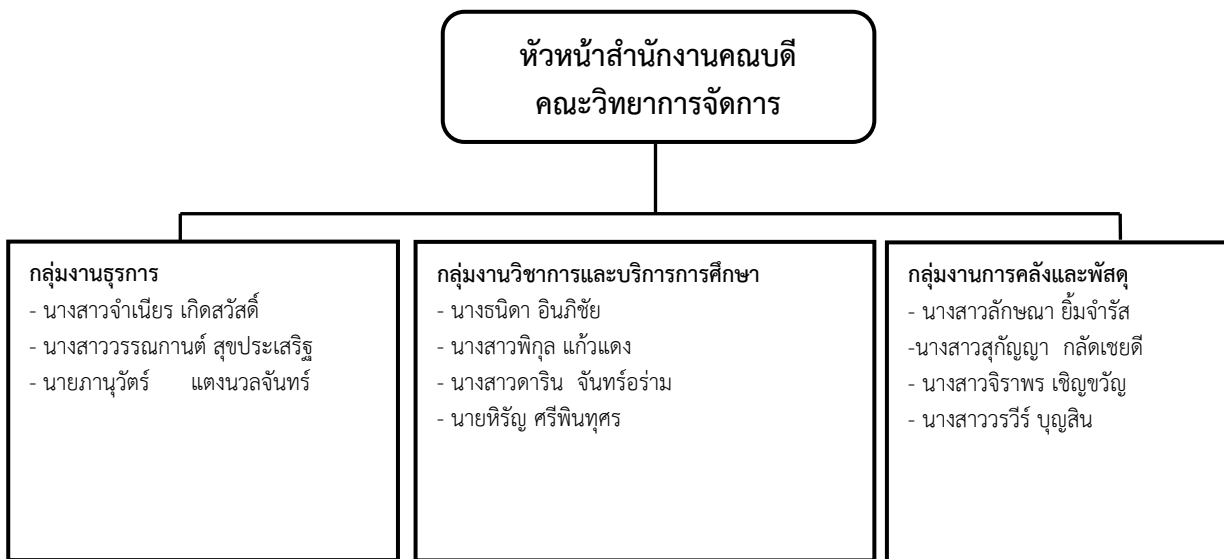 หัวหน้าสำนักงานคณบดี
คณะวิทยาการจัดการ
กลุ่มงานธุรการ
- นางสาวจำเนียร เกิดสวัสดิ์
- นางสาววรรณกานต์ สุขประเสริฐ
- นายภานุวัตร์ แตงนวลจันทร์
กลุ่มงานวิชาการและบริการการศึกษา
- นางธนิดา อินภิชัย
- นางสาวพิกุล แก้วแดง
- นางสาวดาริน จันทร์อร่าม
- นายหิรัญ ศรีพินทุศร
กลุ่มงานการคลังและพัสดุ
- นางสาวลักษณา ยิ้มจำรัส
-นางสาวสุกัญญา กลัดเชยดี
- นางสาวจิราพร เชิญขวัญ
- นางสาววรวีร์ บุญสิน